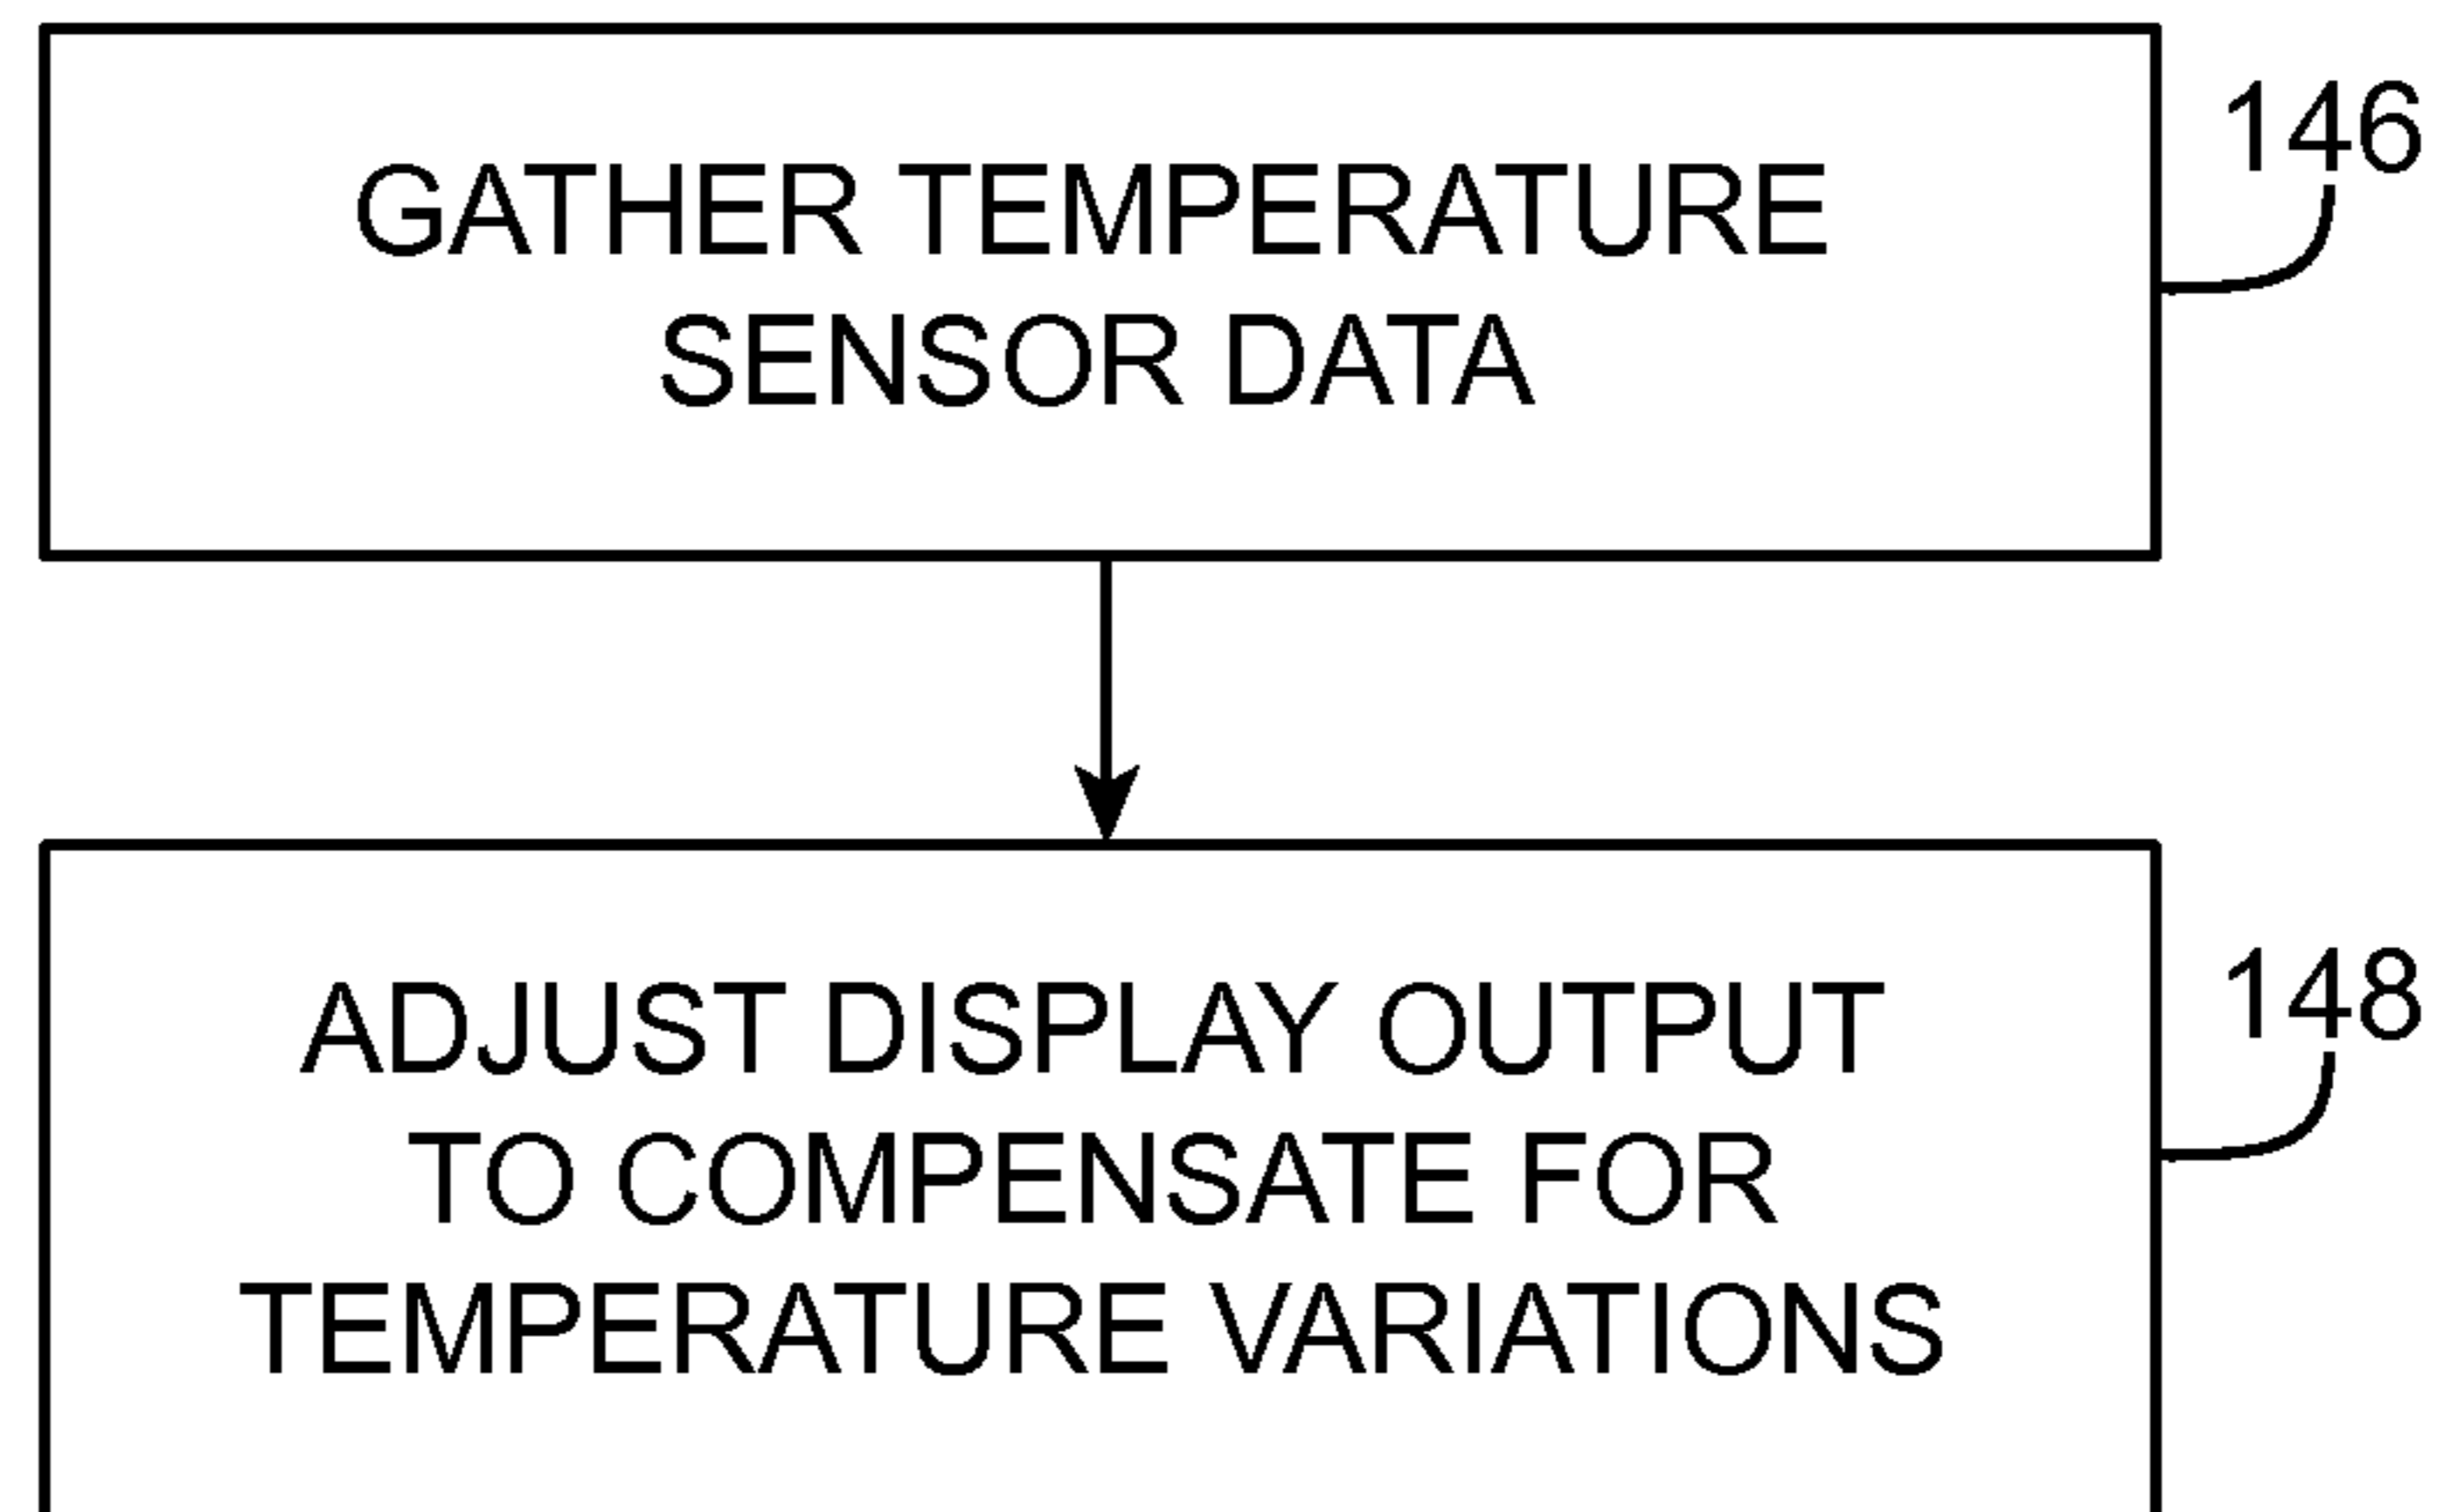 146
GATHER TEMPERATURE
SENSOR DATA
148
ADJUST DISPLAY OUTPUT
TO COMPENSATE FOR
TEMPERATURE VARIATIONS